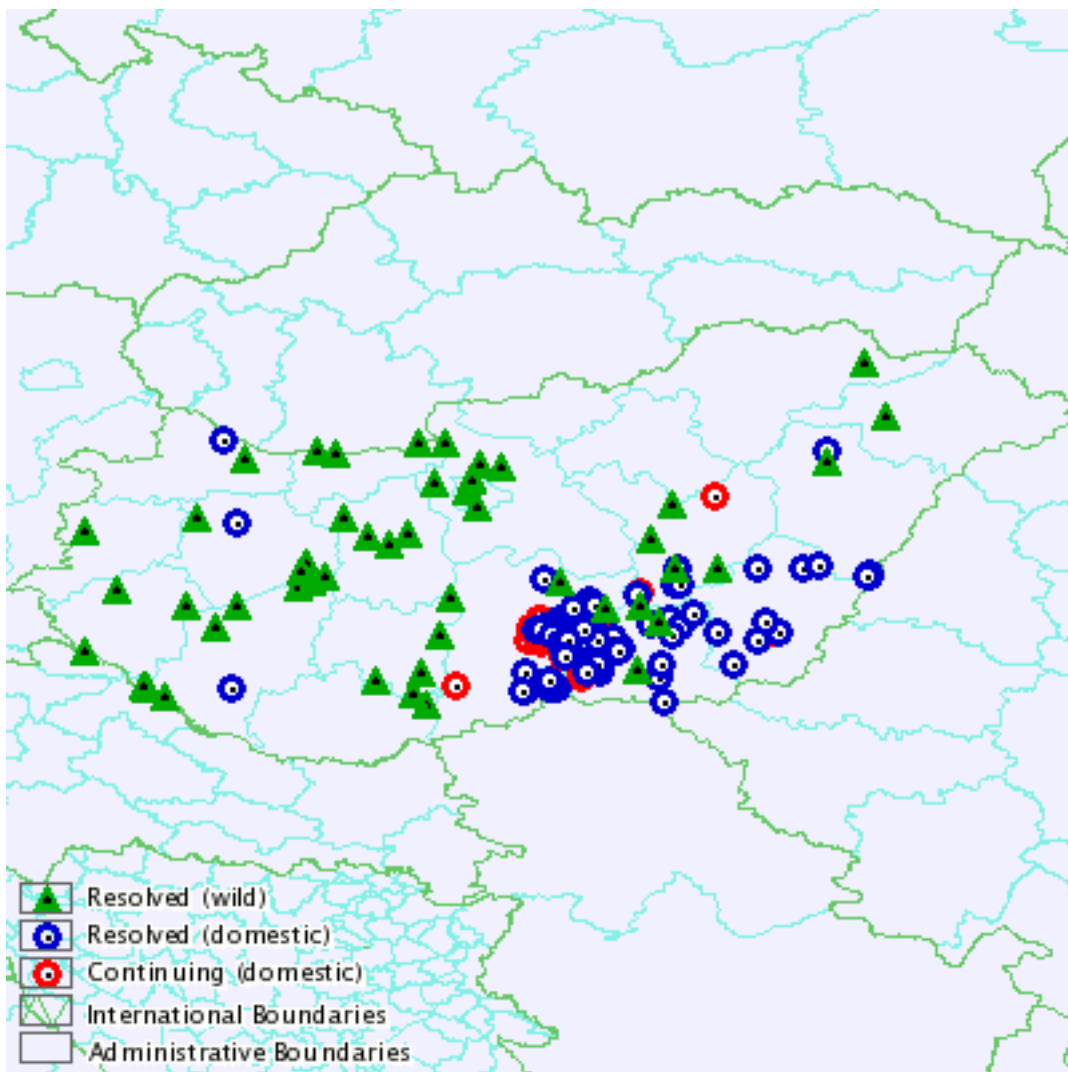 Resolved (wild)
Resolved (domestic)
Continuing (domestic)
International Boundaries
Administrative Boundaries